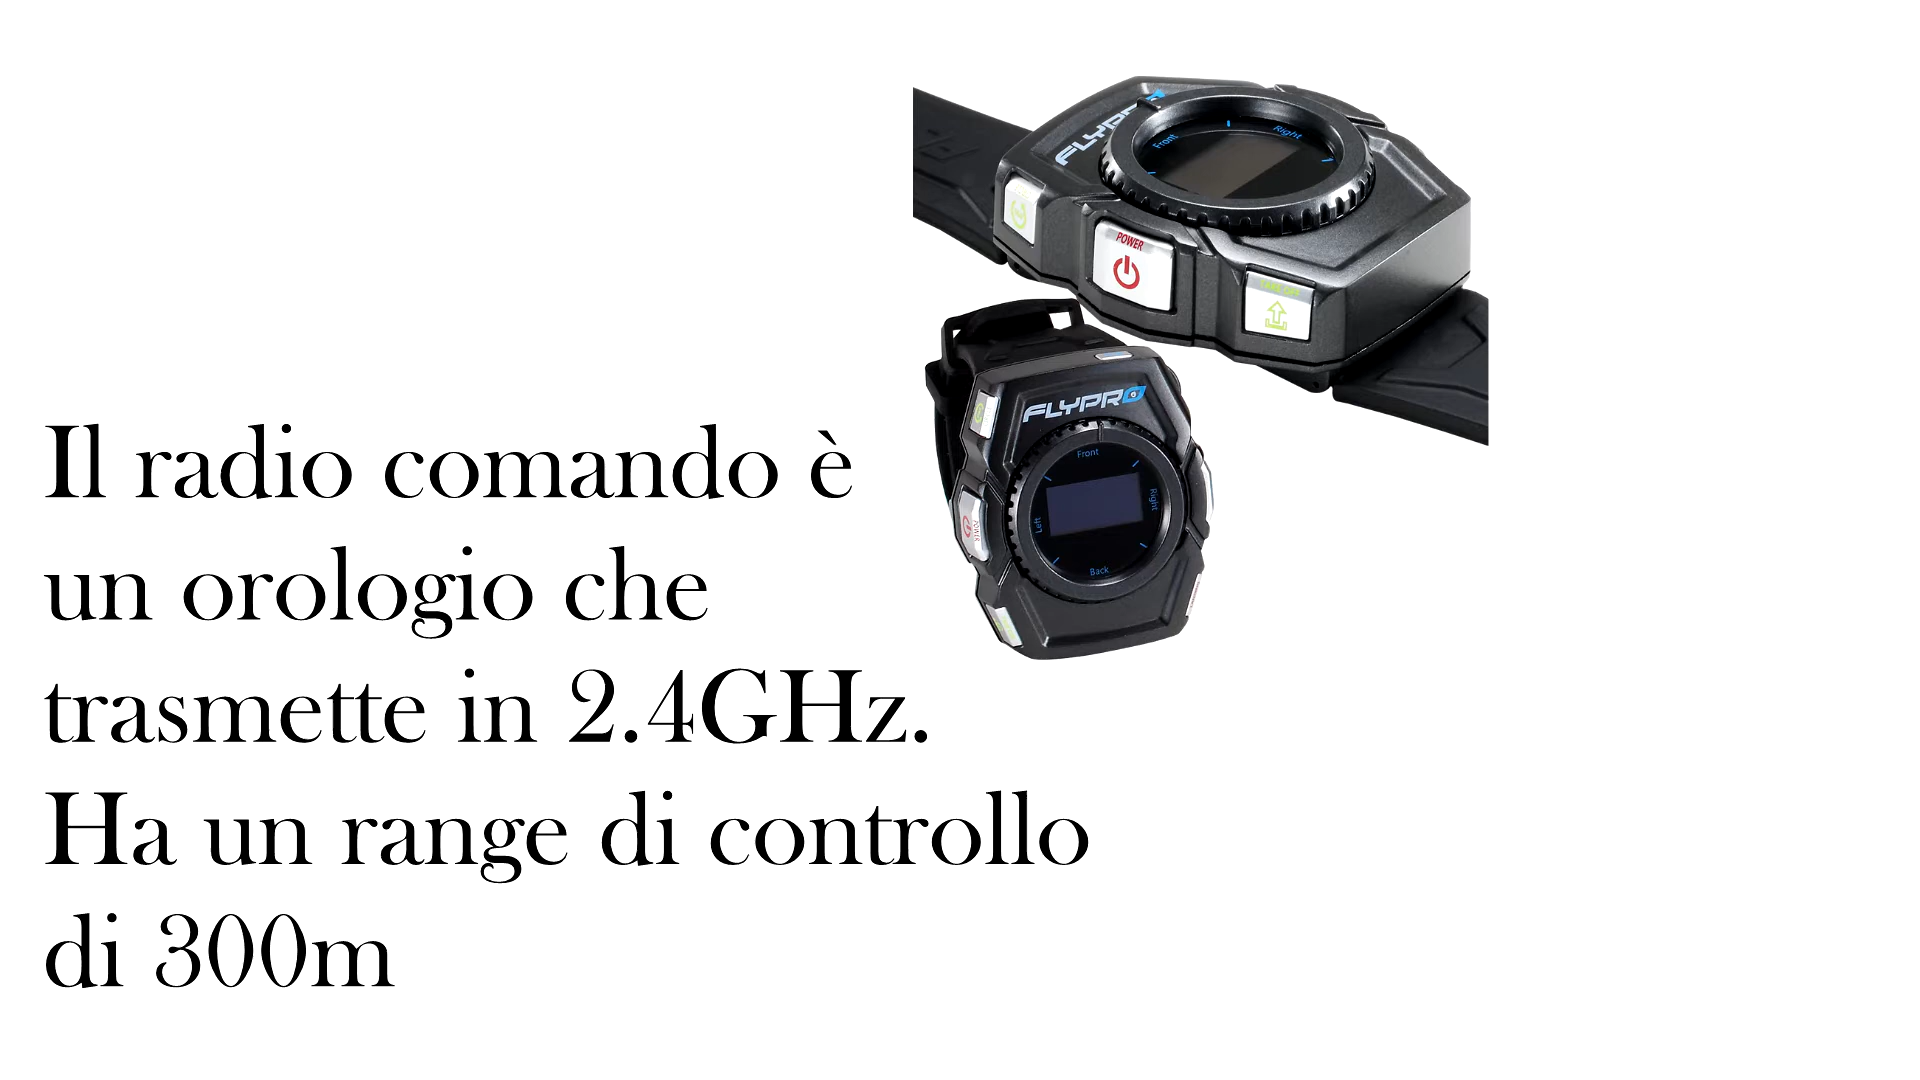 FLYPRO
Front
Right
POWER
FLYPRO
Front
Right
Left
Back
POWER
Il radio comando è
un orologio che
trasmette in 2.4GHz.
Ha un range di controllo
di 300m